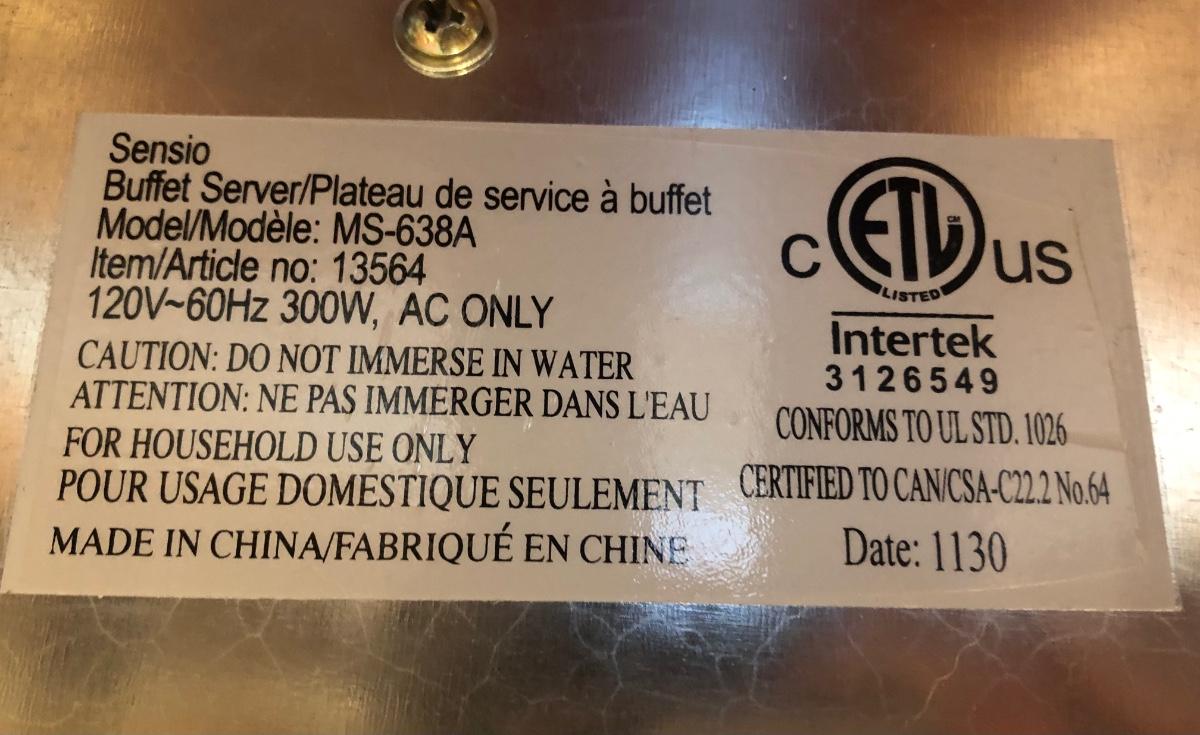 Sensio
Buffet Server/Plateau de service à buffet
Model/Modèle: MS-638A
Item/Article no: 13564
120V~60Hz 300W, AC ONLY
CAUTION: DO NOT IMMERSE IN WATER
ATTENTION: NE PAS IMMERGER DANS L'EAU
FOR HOUSEHOLD USE ONLY
POUR USAGE DOMESTIQUE SEULEMENT
MADE IN CHINA/FABRIQUÉ EN CHINE
C ETL CM US
LISTED
Intertek
3126549
CONFORMS TO UL STD. 1026
CERTIFIED TO CAN/CSA-C22.2 No.64
Date: 1130